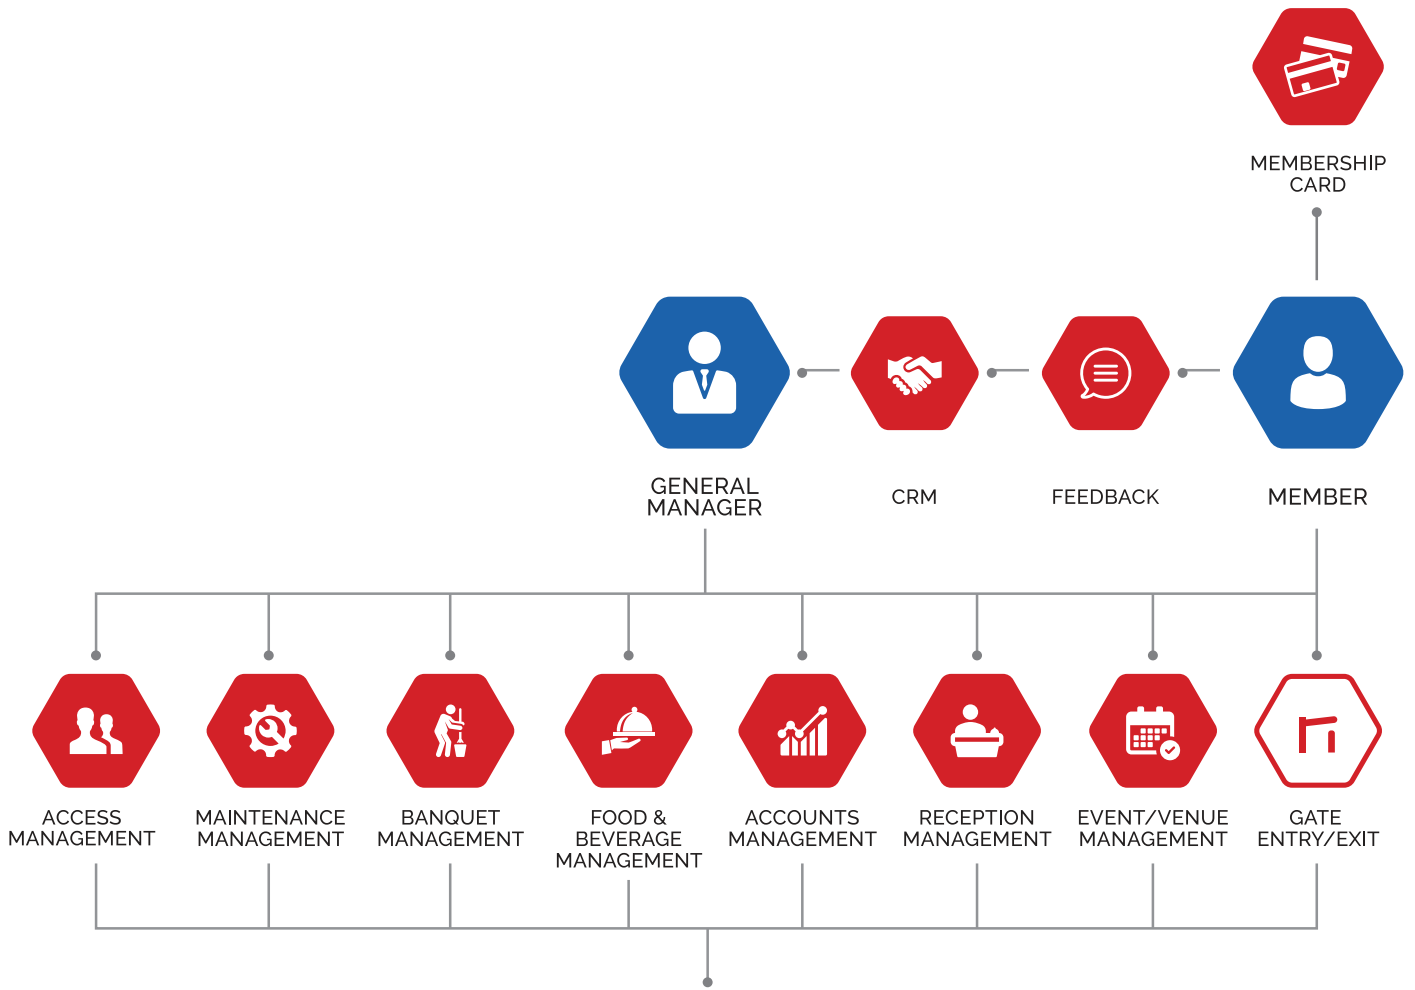 MEMBERSHIP
CARD
GENERAL
MANAGER
CRM
FEEDBACK
MEMBER
ACCESS
MANAGEMENT
MAINTENANCE
MANAGEMENT
BANQUET
MANAGEMENT
FOOD &
BEVERAGE
MANAGEMENT
ACCOUNTS
MANAGEMENT
RECEPTION
MANAGEMENT
EVENT/VENUE
MANAGEMENT
GATE
ENTRY/EXIT